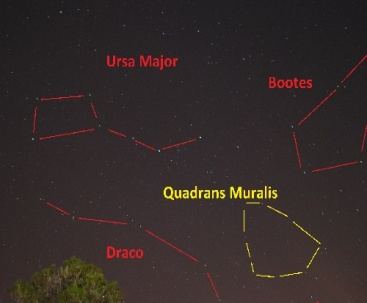 Ursa Major
Bootes
Quadrans Muralis
Draco